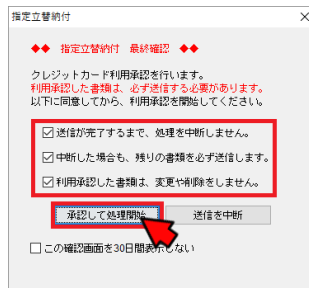 指定立替納付
◆◆ 指定立替納付 最終確認 ◆◆
クレジットカード利用承認を行います。
利用承認した書類は、必ず送信する必要があります。
以下に同意してから、利用承認を開始してください。
送信が完了するまで、処理を中断しません。
中断した場合も、残りの書類を必ず送信します。
利用承認した書類は、変更や削除をしません。
承認して処理開始 送信を中断
この確認画面を30日間表示しない